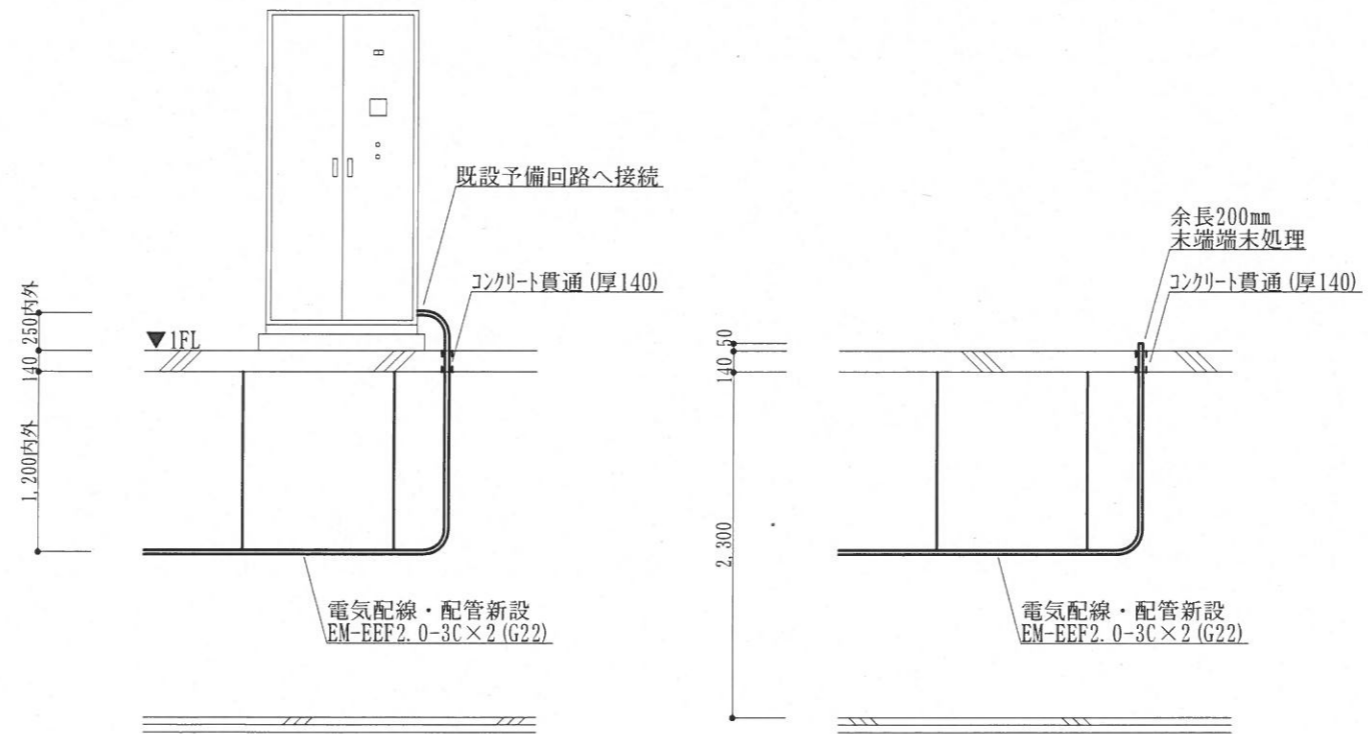 既設予備回路へ接続
コンクリート貫通(厚140)
250内外
▼1FL
140
1,200内外
電気配線・配管新設
EM-EEF2.0-3C×2(G22)
余長200mm
末端端末処理
コンクリート貫通(厚140)
50
140
2,300
電気配線・配管新設
EM-EEF2.0-3C×2(G22)